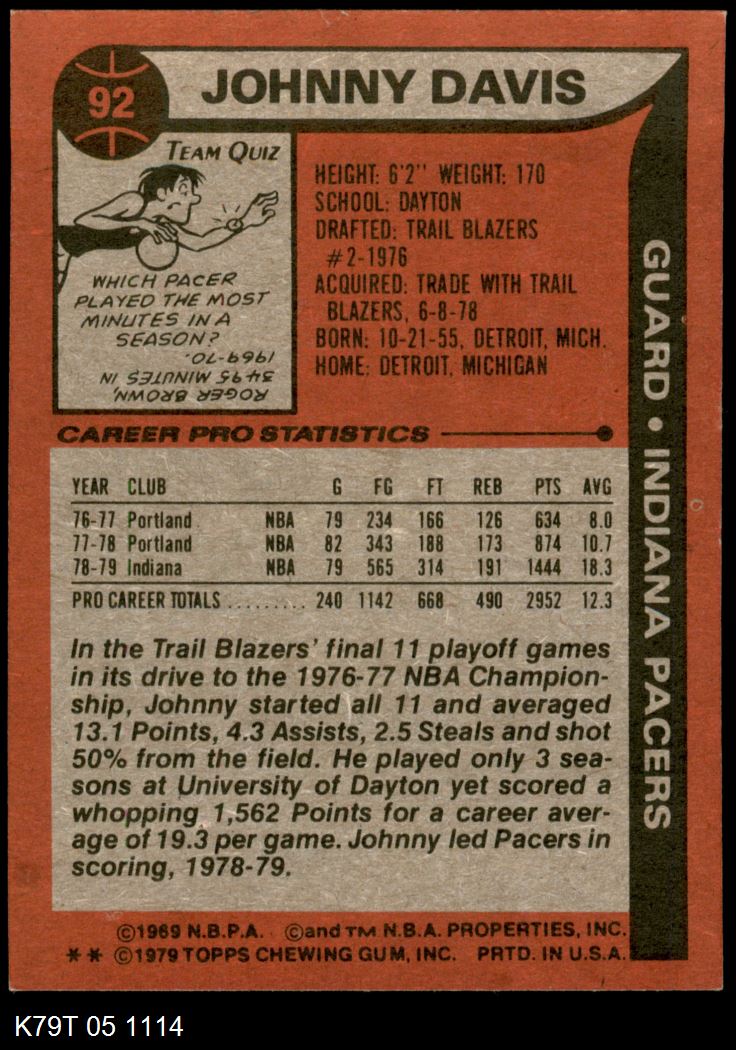 92
JOHNNY DAVIS
TEAM QUIZ
WHICH PACER
PLAYED THE MOST
MINUTES IN A
SEASON?
ROGER BROWN,
3495 MINUTES IN
1969-70.
HEIGHT: 6'2" WEIGHT: 170
SCHOOL: DAYTON
DRAFTED: TRAIL BLAZERS
#2-1976
ACQUIRED: TRADE WITH TRAIL
BLAZERS, 6-8-78
BORN: 10-21-55, DETROIT, MICH.
HOME: DETROIT, MICHIGAN
GUARD • INDIANA PACERS
CAREER PRO STATISTICS
YEAR CLUB G FG FT REB PTS AVG
76-77 Portland NBA 79 234 166 126 634 8.0
77-78 Portland NBA 82 343 188 173 874 10.7
78-79 Indiana NBA 79 565 314 191 1444 18.3
PRO CAREER TOTALS ......... 240 1142 668 490 2952 12.3
In the Trail Blazers' final 11 playoff games
in its drive to the 1976-77 NBA Champion-
ship, Johnny started all 11 and averaged
13.1 Points, 4.3 Assists, 2.5 Steals and shot
50% from the field. He played only 3 sea-
sons at University of Dayton yet scored a
whopping 1,562 Points for a career aver-
age of 19.3 per game. Johnny led Pacers in
scoring, 1978-79.
©1969 N.B.P.A. ©and TM N.B.A. PROPERTIES, INC.
** ©1979 TOPPS CHEWING GUM, INC. PRTD. IN U.S.A.
K79T 05 1114